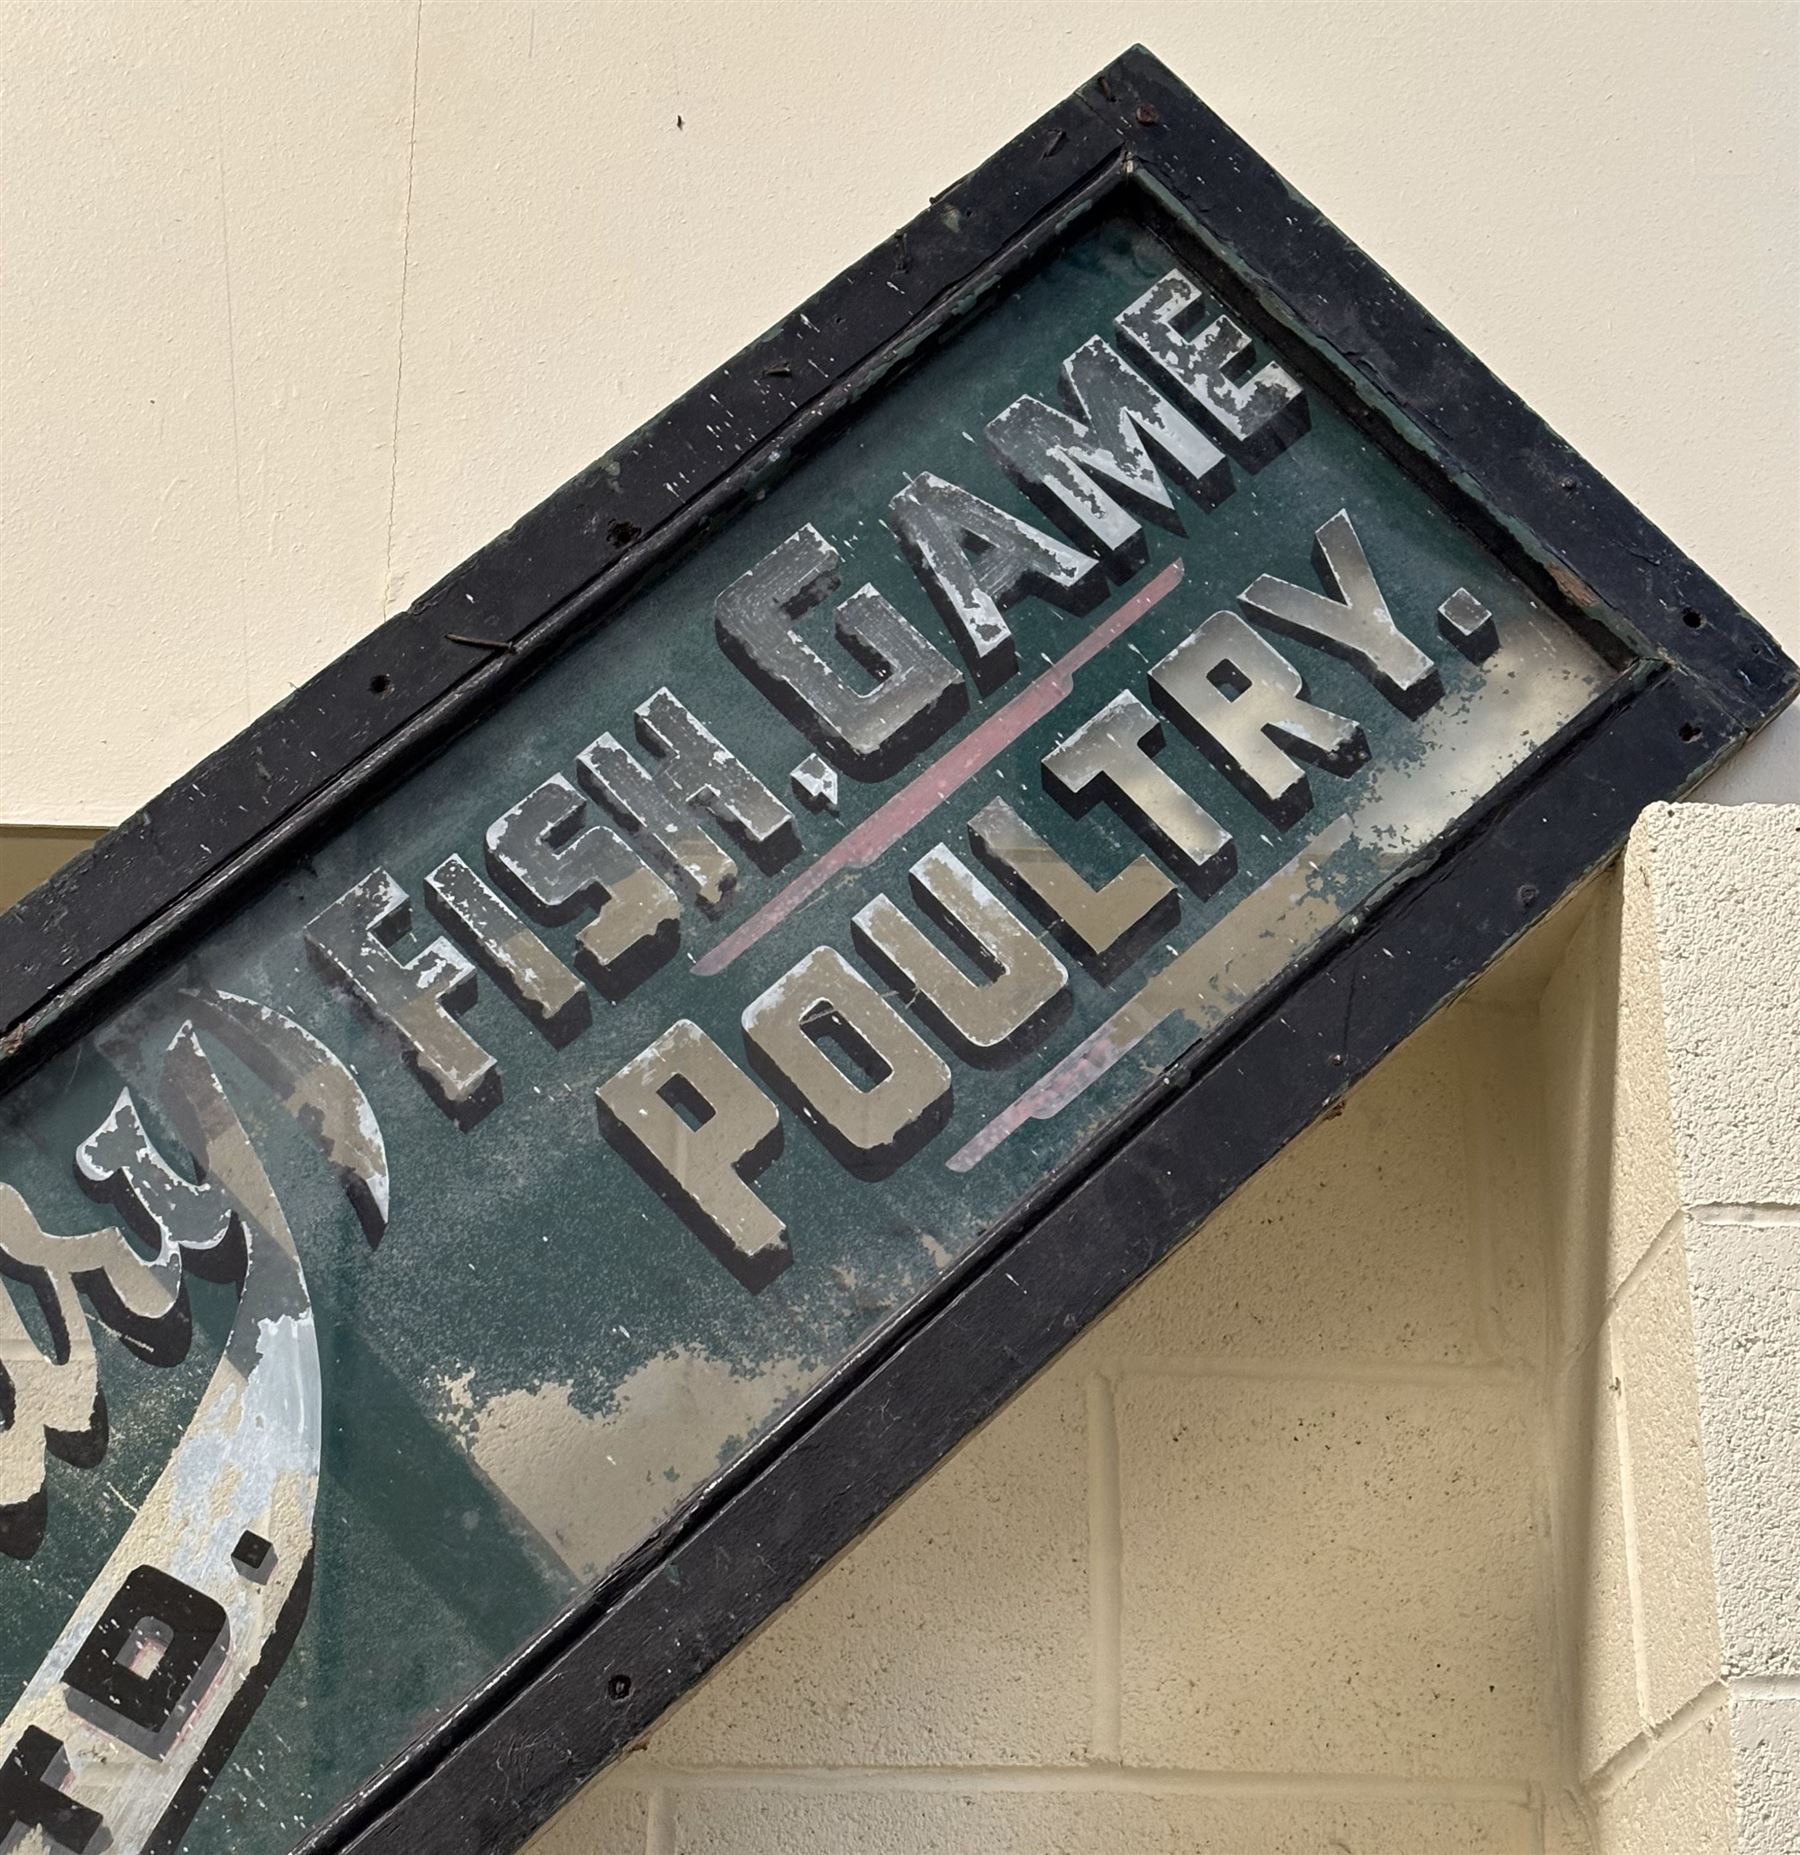 FISH, GAME
POULTRY.
TD.